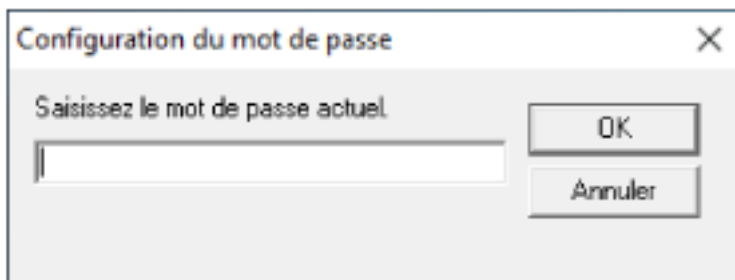 Configuration du mot de passe
Saisissez le mot de passe actuel.
OK
Annuler